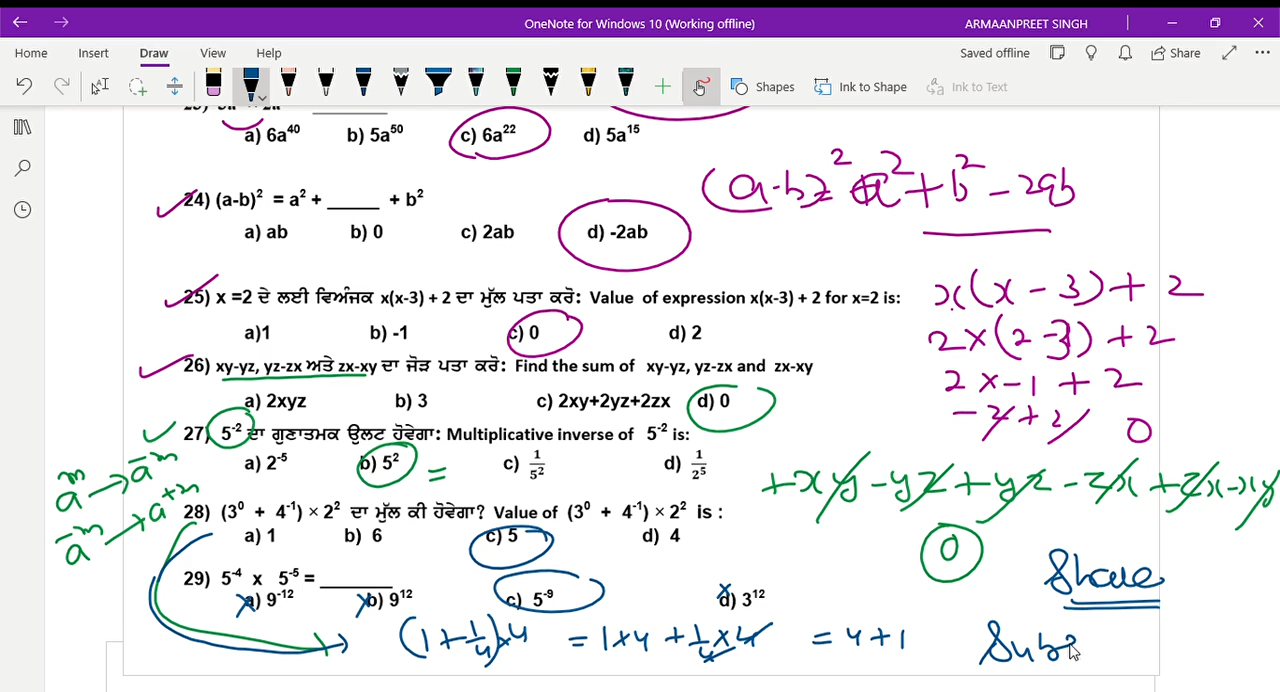 OneNote for Windows 10 (Working offline)
ARMAANPREET SINGH
Home Insert Draw View Help
Saved offline Share
Shapes Ink to Shape Ink to Text
a) 6a⁴⁰ b) 5a⁵⁰ c) 6a²² d) 5a¹⁵
24) (a-b)² = a² + _____ + b²
a) ab b) 0 c) 2ab d) -2ab
(a-b)² = a² + b² - 2ab
25) x =2 ਦੇ ਲਈ ਵਿਅੰਜਕ x(x-3) + 2 ਦਾ ਮੁੱਲ ਪਤਾ ਕਰੋ: Value of expression x(x-3) + 2 for x=2 is:
a)1 b) -1 c) 0 d) 2
x(x - 3) + 2
2 x (2 - 3) + 2
2 x -1 + 2
- 2 + 2 0
26) xy-yz, yz-zx ਅਤੇ zx-xy ਦਾ ਜੋੜ ਪਤਾ ਕਰੋ: Find the sum of xy-yz, yz-zx and zx-xy
a) 2xyz b) 3 c) 2xy+2yz+2zx d) 0
+xy - yz + yz - zx + zx - xy
0
27) 5⁻² ਦਾ ਗੁਣਾਤਮਕ ਉਲਟ ਹੋਵੇਗਾ: Multiplicative inverse of 5⁻² is:
a) 2⁻⁵ b) 5² = c) 1/5² d) 1/2⁵
aᵐ → a⁻ᵐ
a⁻ᵐ → a⁺ᵐ
28) (3⁰ + 4⁻¹) × 2² ਦਾ ਮੁੱਲ ਕੀ ਹੋਵੇਗਾ? Value of (3⁰ + 4⁻¹) × 2² is :
a) 1 b) 6 c) 5 d) 4
29) 5⁻⁴ x 5⁻⁵ = ________
a) 9⁻¹² b) 9¹² c) 5⁻⁹ d) 3¹²
(1 + 1/4) x 4 = 1 x 4 + 1/4 x 4 = 4 + 1
Share
Subs